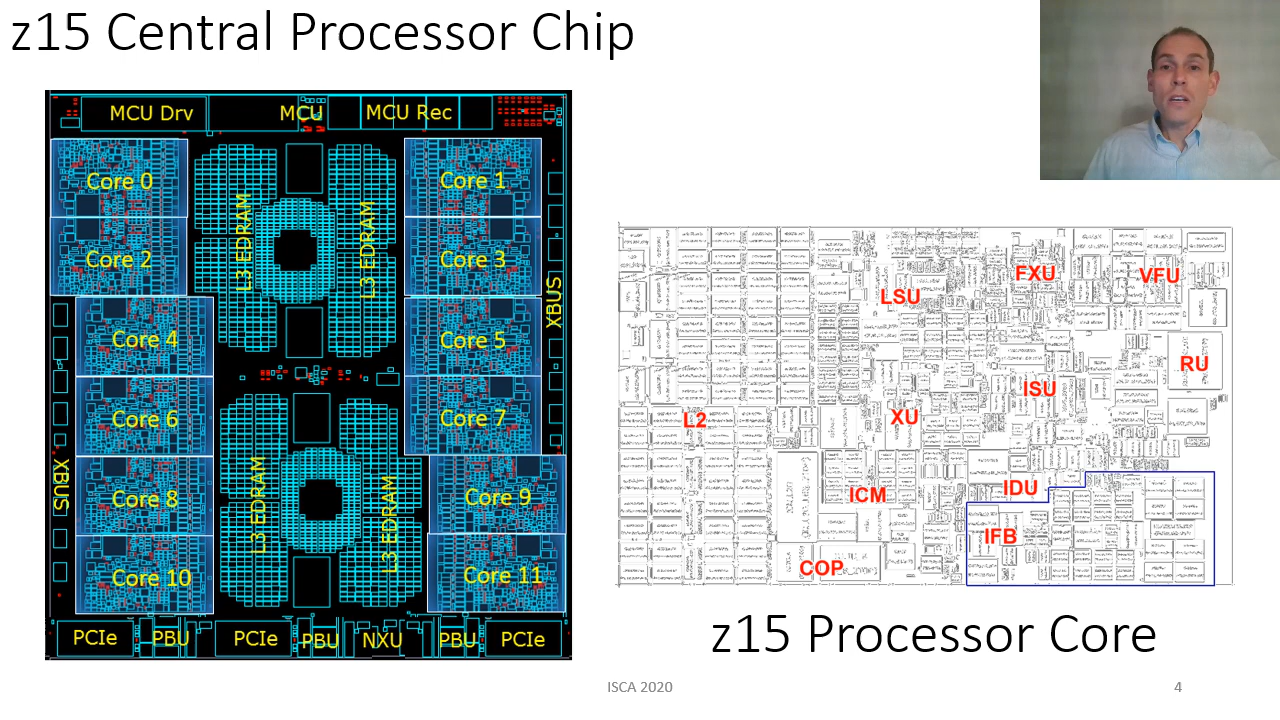 z15 Central Processor Chip
MCU Drv MCU MCU Rec
Core 0 Core 1
L3 EDRAM L3 EDRAM
Core 2 Core 3
XBUS
Core 4 Core 5
Core 6 Core 7
XBUS
Core 8 Core 9
L3 EDRAM L3 EDRAM
Core 10 Core 11
PCIe PBU PCIe PBU NXU PBU PCIe
FXU VFU
LSU
RU
ISU
L2 XU
ICM IDU
IFB
COP
z15 Processor Core
ISCA 2020 4